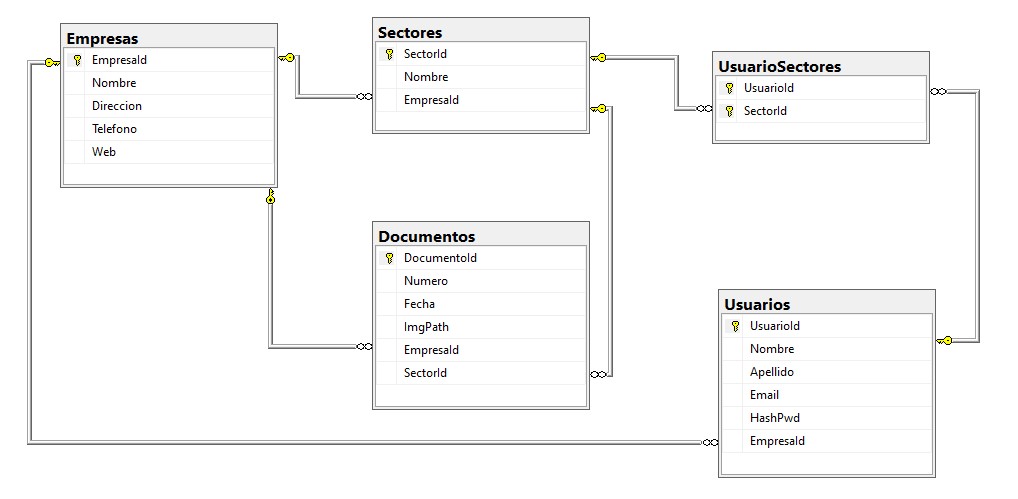 Empresas
EmpresaId
Nombre
Direccion
Telefono
Web
Sectores
SectorId
Nombre
EmpresaId
UsuarioSectores
UsuarioId
SectorId
Documentos
DocumentoId
Numero
Fecha
ImgPath
EmpresaId
SectorId
Usuarios
UsuarioId
Nombre
Apellido
Email
HashPwd
EmpresaId